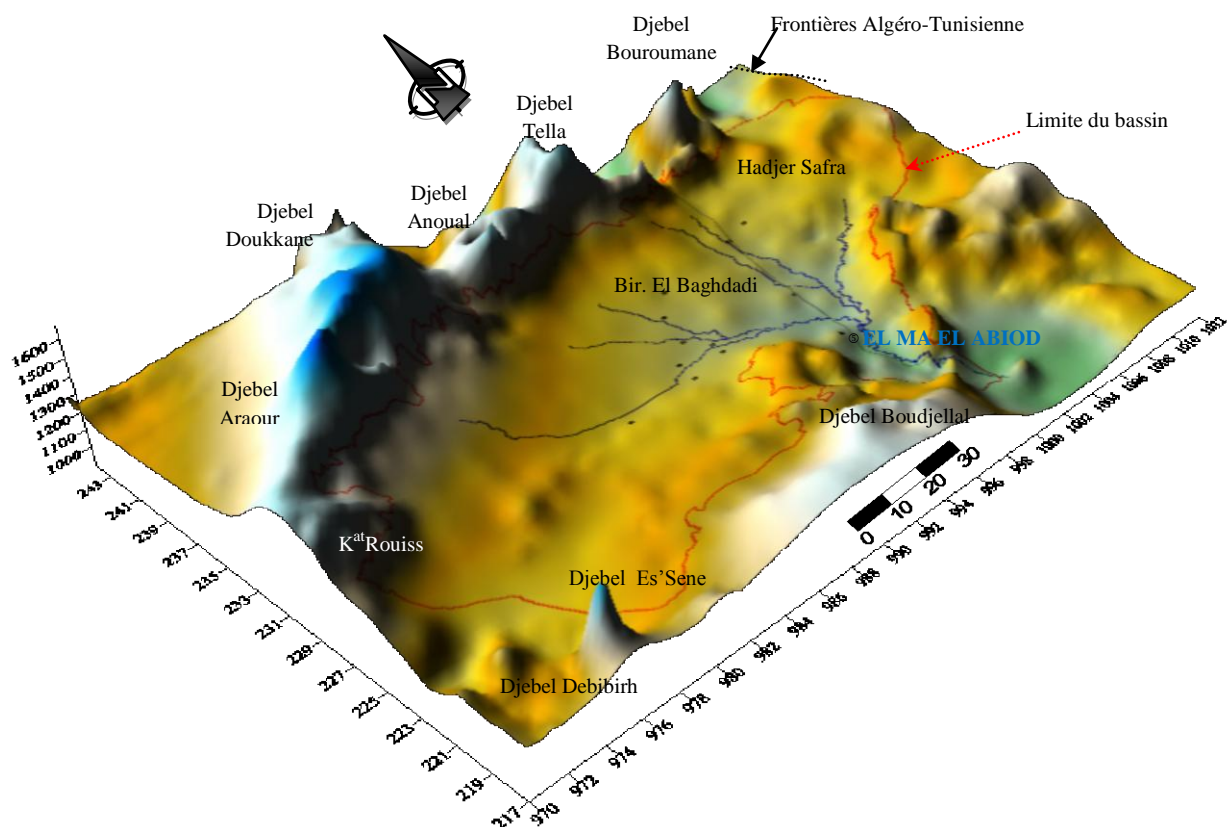 Djebel
Bouroumane
Frontières Algéro-Tunisienne
Djebel
Tella
Limite du bassin
Hadjer Safra
Djebel
Anoual
Djebel
Doukkane
Bir. El Baghdadi
EL MA EL ABIOD
Djebel
Araour
Djebel Boudjellal
KatRouiss
Djebel Es'Sene
Djebel Debibirh
1600
1500
1400
1300
1200
1100
1000
243
241
239
237
235
233
231
229
227
225
223
221
219
217
970
972
974
976
978
980
982
984
986
988
990
992
994
996
998
1000
1002
1004
1006
1008
1010
1012
0
10
20
30